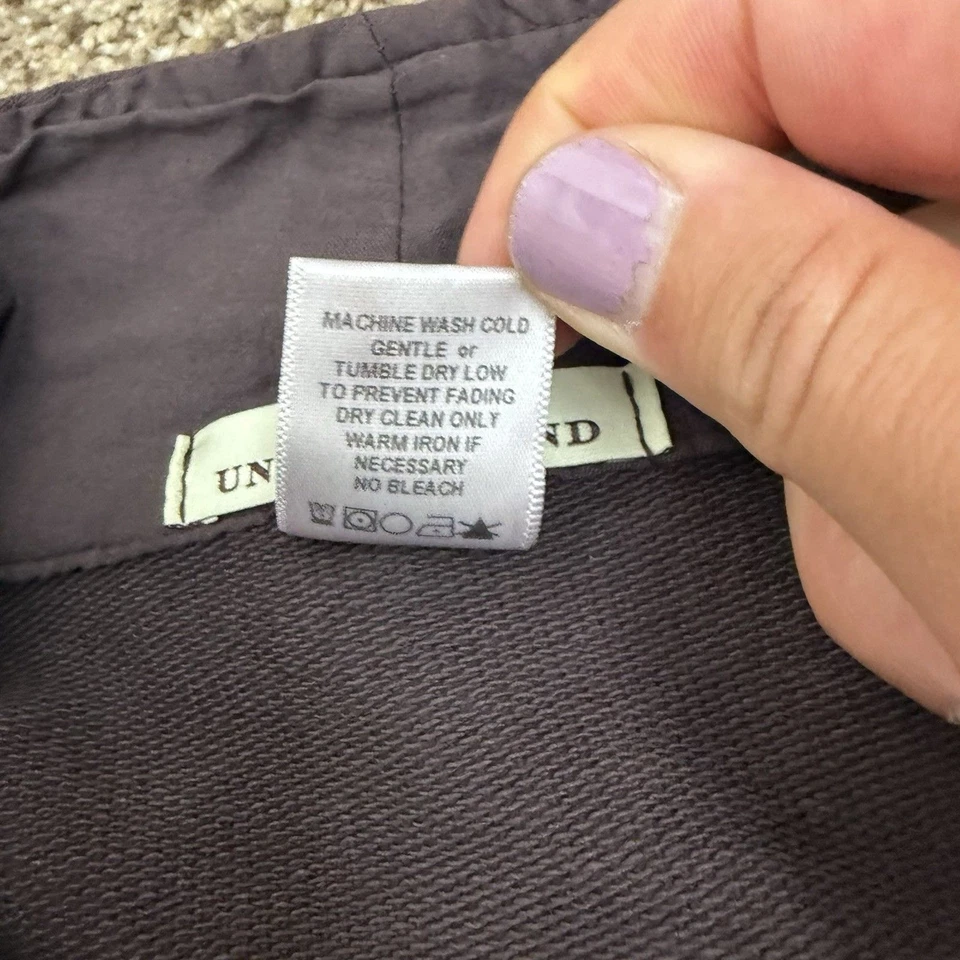 MACHINE WASH COLD
GENTLE or
TUMBLE DRY LOW
TO PREVENT FADING
DRY CLEAN ONLY
WARM IRON IF
NECESSARY
NO BLEACH
UN
ND